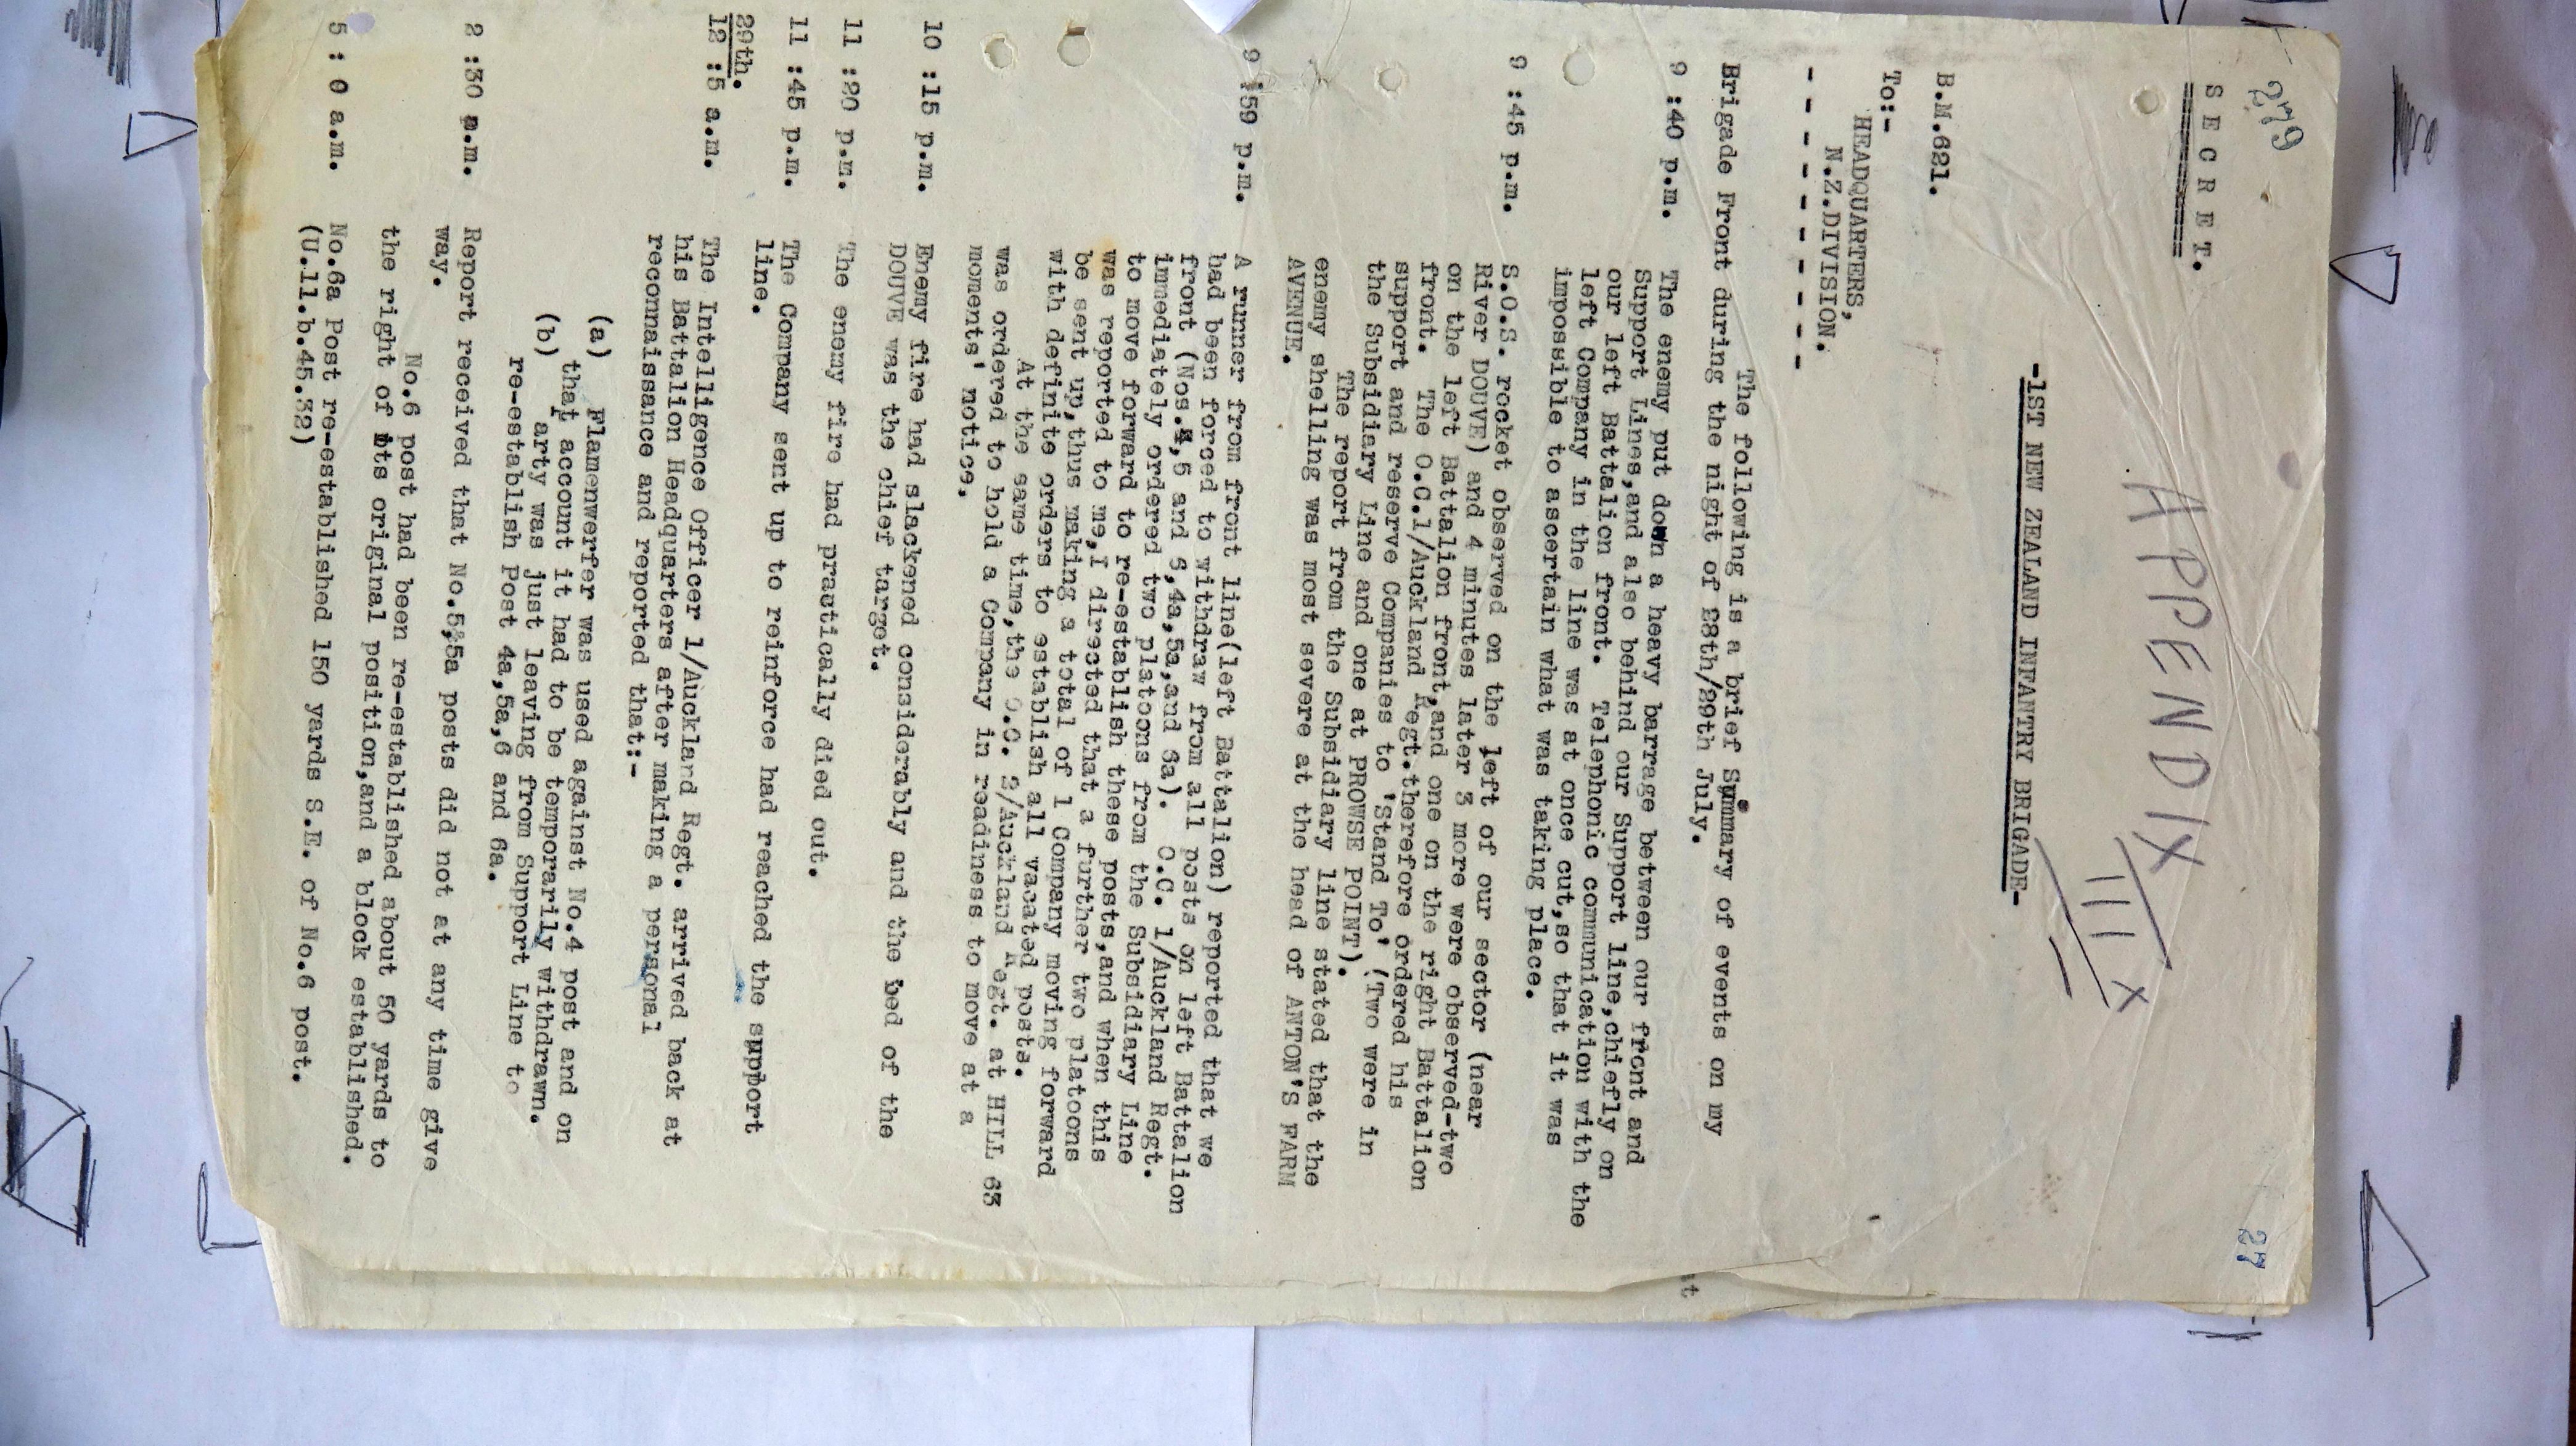 279
27
S E C R E T.
APPENDIX III X
-1ST NEW ZEALAND INFANTRY BRIGADE-
B.M.621.
To:-
HEADQUARTERS,
N.Z.DIVISION.
- - - - - - - - -
The following is a brief Summary of events on my
Brigade Front during the night of 28th/29th July.
9 :40 p.m. The enemy put down a heavy barrage between our front and
Support Lines,and also behind our Support line,chiefly on
our left Battalion front. Telephonic communication with the
left Company in the line was at once cut,so that it was
impossible to ascertain what was taking place.
9 :45 p.m. S.O.S. rocket observed on the left of our sector (near
River DOUVE) and 4 minutes later 3 more were observed-two
on the left Battalion front,and one on the right Battalion
front. The O.C.1/Auckland Regt.therefore ordered his
support and reserve Companies to 'Stand To' (Two were in
the Subsidiary Line and one at PROWSE POINT).
The report from the Subsidiary line stated that the
enemy shelling was most severe at the head of ANTON'S FARM
AVENUE.
9 :59 p.m. A runner from front line(left Battalion) reported that we
had been forced to withdraw from all posts on left Battalion
front (Nos.4,5 and 6,4a,5a,and 6a). O.C. 1/Auckland Regt.
immediately ordered two platoons from the Subsidiary Line
to move forward to re-establish these posts,and when this
was reported to me,I directed that a further two platoons
be sent up,thus making a total of 1 Company moving forward
with definite orders to establish all vacated posts.
At the same time,the O.C. 2/Auckland Regt. at HILL 63
was ordered to hold a Company in readiness to move at a
moments' notice.
10 :15 p.m. Enemy fire had slackened considerably and the bed of the
DOUVE was the chief target.
11 :20 p.m. The enemy fire had practically died out.
11 :45 p.m. The Company sent up to reinforce had reached the support
line.
29th.
12 :5 a.m. The Intelligence Officer 1/Auckland Regt. arrived back at
his Battalion Headquarters after making a personal
reconnaissance and reported that:-
(a) Flamenwerfer was used against No.4 post and on
that account it had to be temporarily withdrawn.
(b) arty was just leaving from Support Line to
re-establish Post 4a,5a,6 and 6a.
2 :30 a.m. Report received that No.5,5a posts did not at any time give
way.
No.6 post had been re-established about 50 yards to
the right of its original position,and a block established.
5 : 0 a.m. No.6a Post re-established 150 yards S.E. of No.6 post.
(U.11.b.45.32)
t